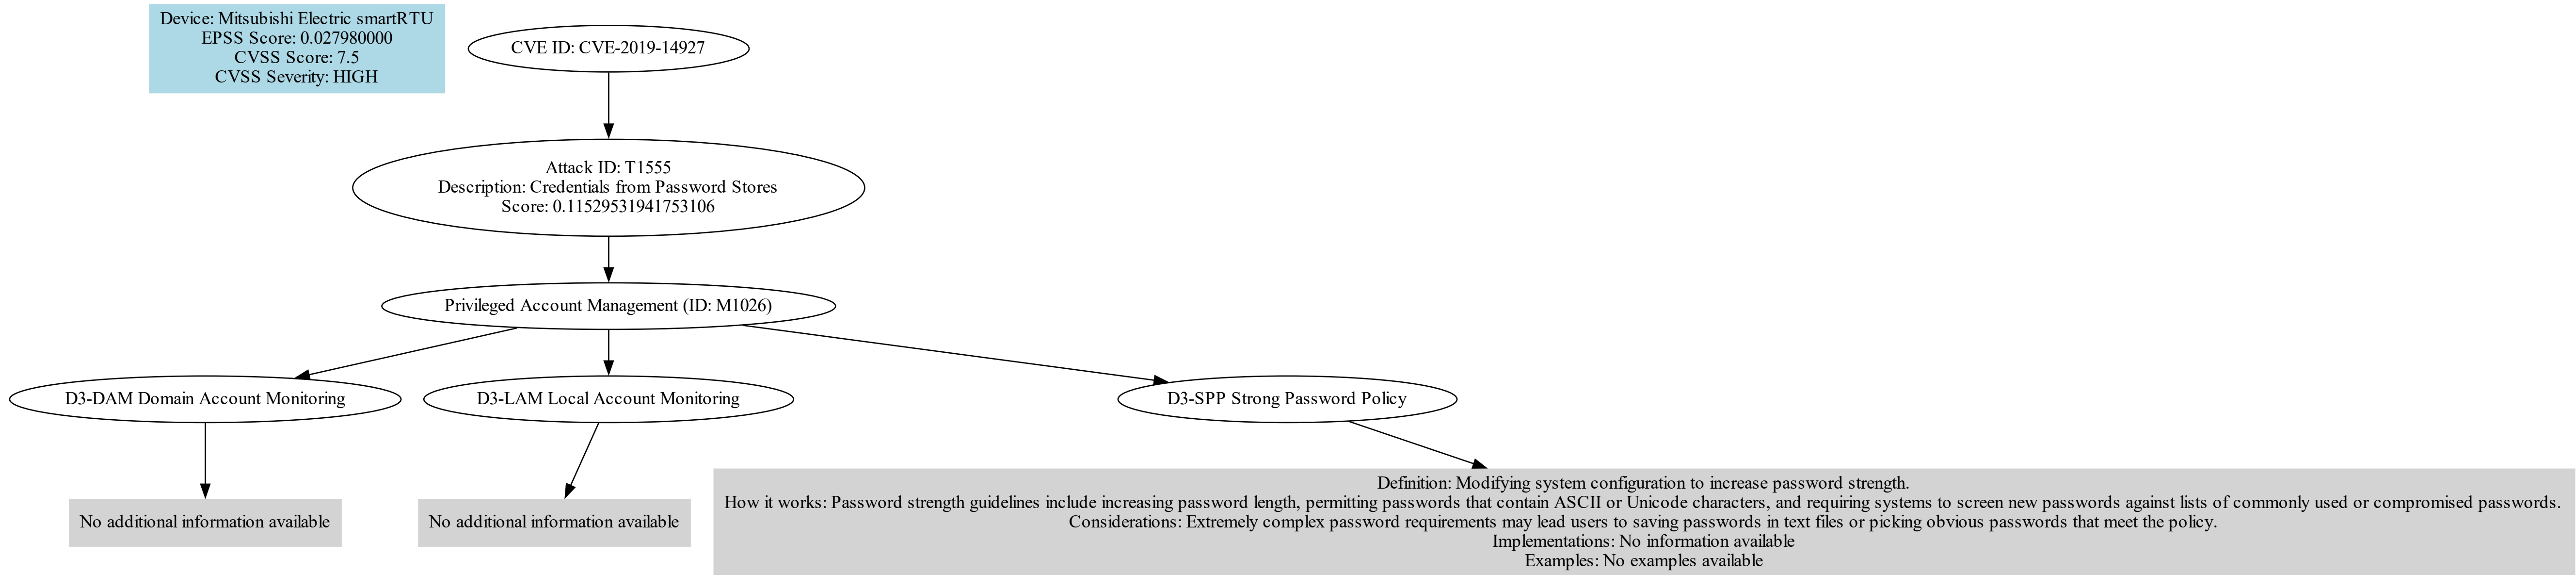 Device: Mitsubishi Electric smartRTU
EPSS Score: 0.027980000
CVSS Score: 7.5
CVSS Severity: HIGH
CVE ID: CVE-2019-14927
Attack ID: T1555
Description: Credentials from Password Stores
Score: 0.11529531941753106
Privileged Account Management (ID: M1026)
D3-DAM Domain Account Monitoring
D3-LAM Local Account Monitoring
D3-SPP Strong Password Policy
No additional information available
No additional information available
Definition: Modifying system configuration to increase password strength.
How it works: Password strength guidelines include increasing password length, permitting passwords that contain ASCII or Unicode characters, and requiring systems to screen new passwords against lists of commonly used or compromised passwords.
Considerations: Extremely complex password requirements may lead users to saving passwords in text files or picking obvious passwords that meet the policy.
Implementations: No information available
Examples: No examples available